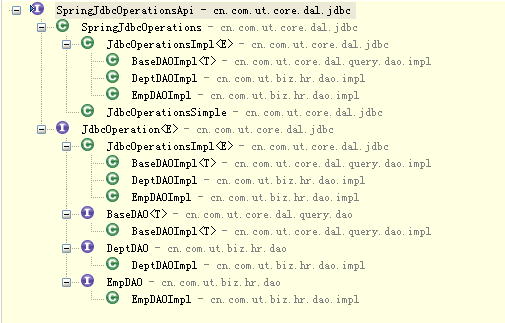 SpringJdbcOperationsApi - cn.com.ut.core.dal.jdbc
SpringJdbcOperations - cn.com.ut.core.dal.jdbc
JdbcOperationsImpl<E> - cn.com.ut.core.dal.jdbc
BaseDAOImpl<T> - cn.com.ut.core.dal.query.dao.impl
DeptDAOImpl - cn.com.ut.biz.hr.dao.impl
EmpDAOImpl - cn.com.ut.biz.hr.dao.impl
JdbcOperationsSimple - cn.com.ut.core.dal.jdbc
JdbcOperation<E> - cn.com.ut.core.dal.jdbc
JdbcOperationsImpl<E> - cn.com.ut.core.dal.jdbc
BaseDAOImpl<T> - cn.com.ut.core.dal.query.dao.impl
DeptDAOImpl - cn.com.ut.biz.hr.dao.impl
EmpDAOImpl - cn.com.ut.biz.hr.dao.impl
BaseDAO<T> - cn.com.ut.core.dal.query.dao
BaseDAOImpl<T> - cn.com.ut.core.dal.query.dao.impl
DeptDAO - cn.com.ut.biz.hr.dao
DeptDAOImpl - cn.com.ut.biz.hr.dao.impl
EmpDAO - cn.com.ut.biz.hr.dao
EmpDAOImpl - cn.com.ut.biz.hr.dao.impl